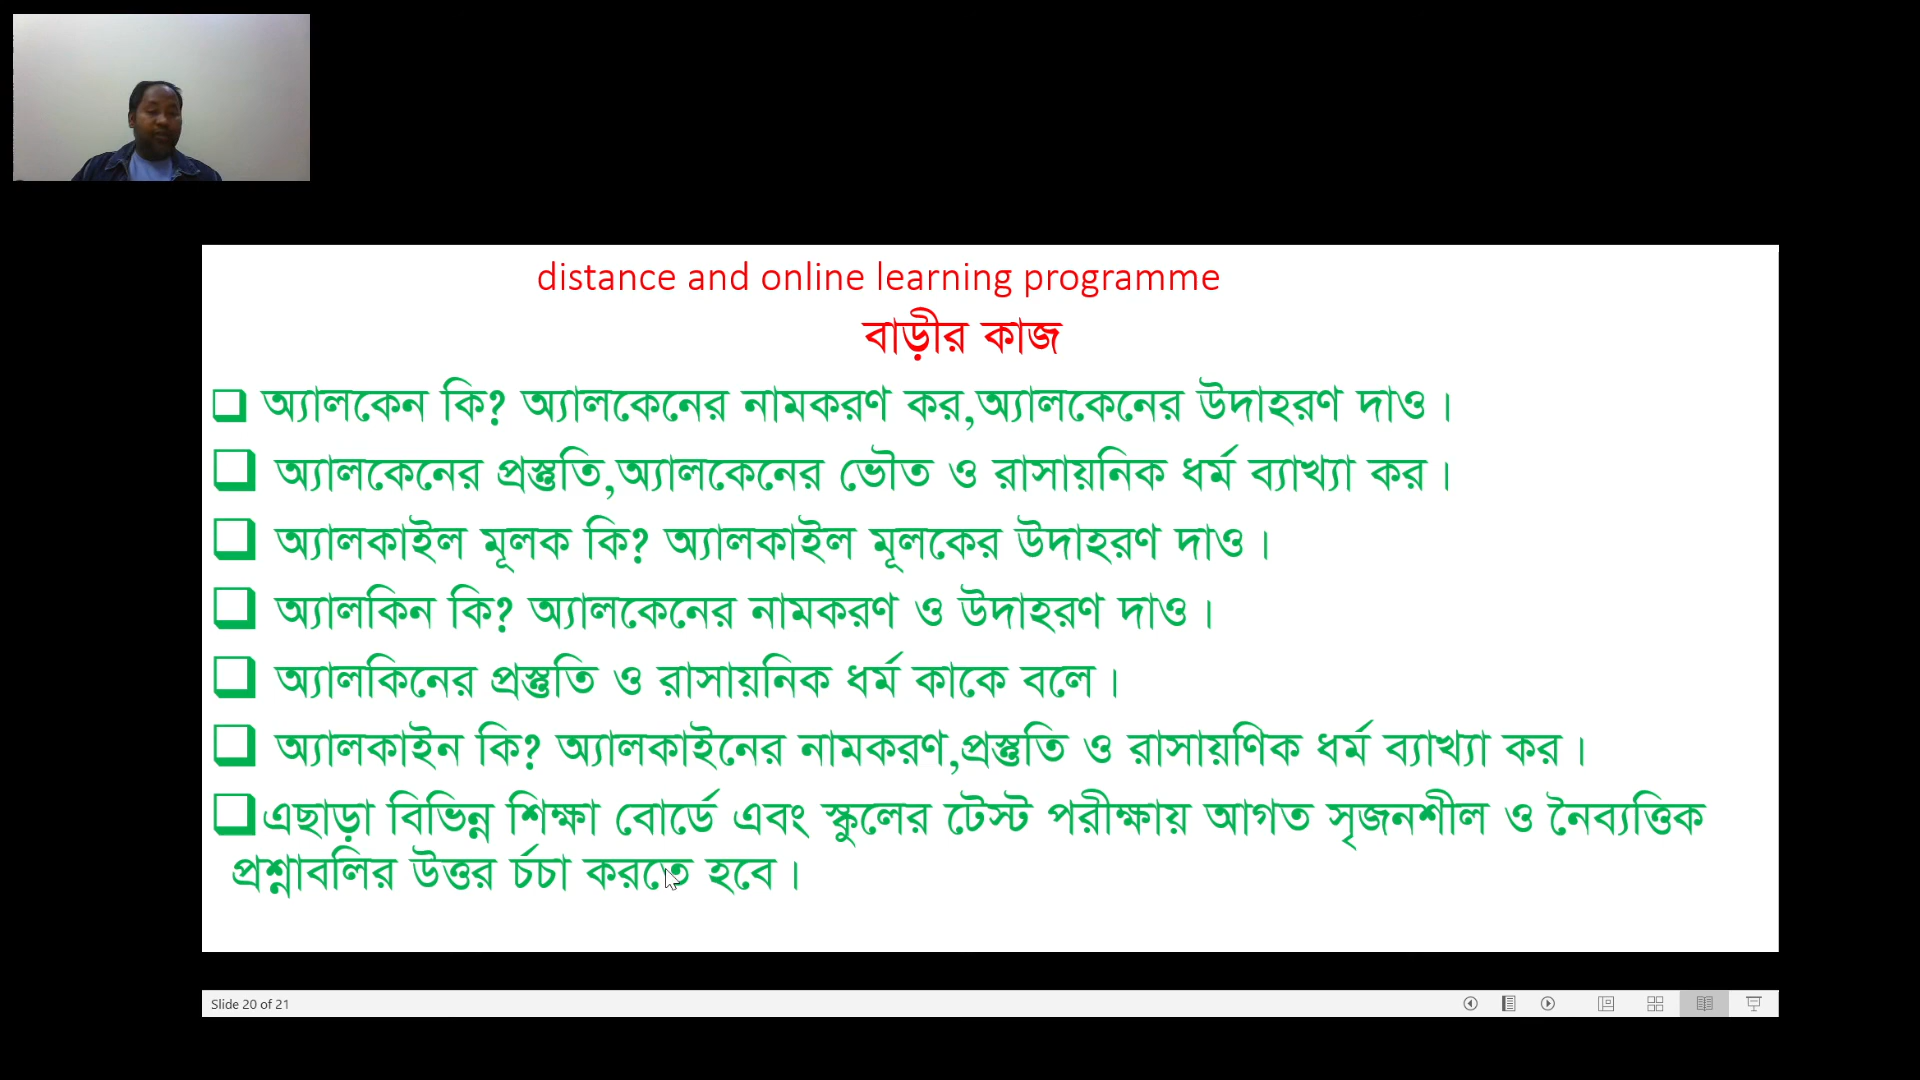 distance and online learning programme
বাড়ীর কাজ
অ্যালকেন কি? অ্যালকেনের নামকরণ কর,অ্যালকেনের উদাহরণ দাও।
অ্যালকেনের প্রস্তুতি,অ্যালকেনের ভৌত ও রাসায়নিক ধর্ম ব্যাখ্যা কর।
অ্যালকাইল মূলক কি? অ্যালকাইল মূলকের উদাহরণ দাও।
অ্যালকিন কি? অ্যালকেনের নামকরণ ও উদাহরণ দাও।
অ্যালকিনের প্রস্তুতি ও রাসায়নিক ধর্ম কাকে বলে।
অ্যালকাইন কি? অ্যালকাইনের নামকরণ,প্রস্তুতি ও রাসায়ণিক ধর্ম ব্যাখ্যা কর।
এছাড়া বিভিন্ন শিক্ষা বোর্ডে এবং স্কুলের টেস্ট পরীক্ষায় আগত সৃজনশীল ও নৈব্যত্তিক
প্রশ্নাবলির উত্তর র্চচা করতে হবে।
Slide 20 of 21